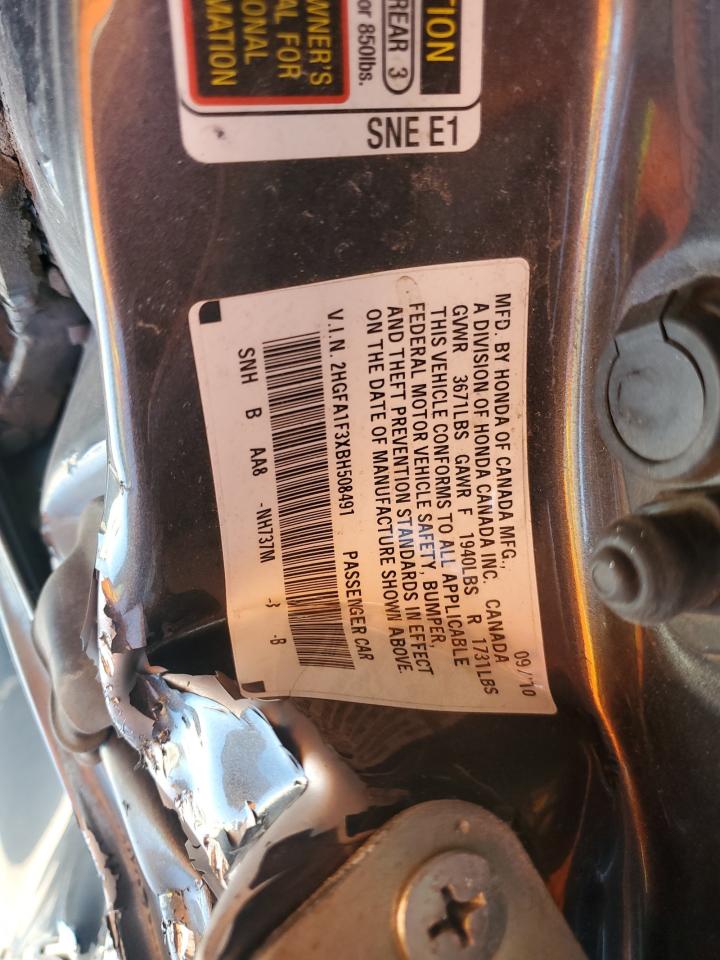 TION
REAR 3
or 850lbs.
OWNER'S
AL FOR
IONAL
MATION
SNE E1
MFD. BY HONDA OF CANADA MFG.,
A DIVISION OF HONDA CANADA INC. CANADA 09/'10
GVWR 3671LBS GAWR F 1940LBS R 1731LBS
THIS VEHICLE CONFORMS TO ALL APPLICABLE
FEDERAL MOTOR VEHICLE SAFETY, BUMPER,
AND THEFT PREVENTION STANDARDS IN EFFECT
ON THE DATE OF MANUFACTURE SHOWN ABOVE.
V.I.N. 2HGFA1F3XBH508491 PASSENGER CAR
SNH B AA8 -NH737M -3 -B